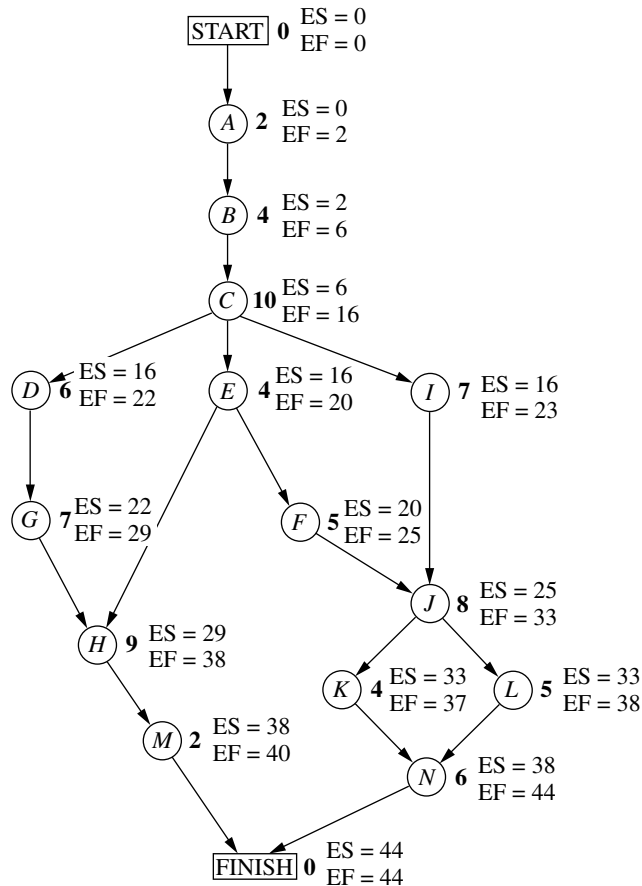 START 0 ES = 0
EF = 0
A 2 ES = 0
EF = 2
B 4 ES = 2
EF = 6
C 10 ES = 6
EF = 16
D 6 ES = 16
EF = 22
E 4 ES = 16
EF = 20
I 7 ES = 16
EF = 23
G 7 ES = 22
EF = 29
F 5 ES = 20
EF = 25
J 8 ES = 25
EF = 33
H 9 ES = 29
EF = 38
K 4 ES = 33
EF = 37
L 5 ES = 33
EF = 38
M 2 ES = 38
EF = 40
N 6 ES = 38
EF = 44
FINISH 0 ES = 44
EF = 44